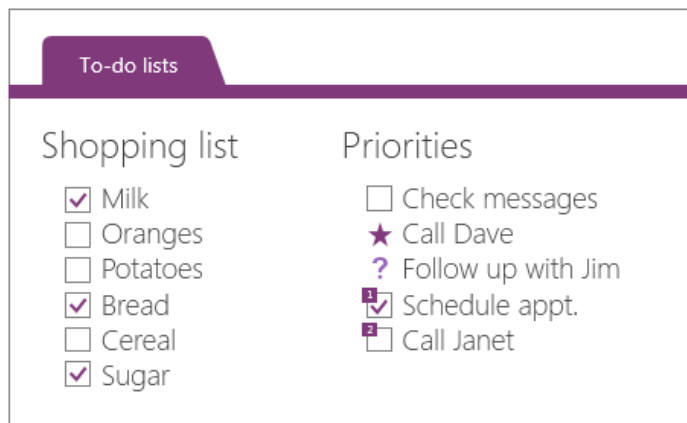 To-do lists
Shopping list
Milk
Oranges
Potatoes
Bread
Cereal
Sugar
Priorities
Check messages
Call Dave
? Follow up with Jim
1 Schedule appt.
2 Call Janet